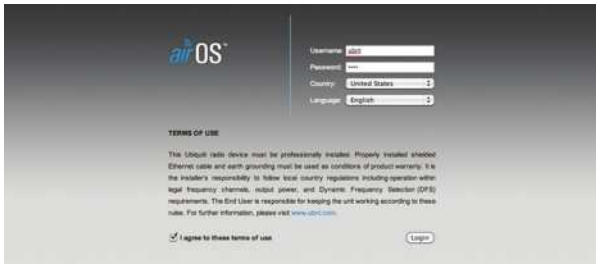 airOS™
Username: ubnt
Password: ••••
Country: United States
Language: English
TERMS OF USE
This Ubiquiti radio device must be professionally installed. Properly installed shielded
Ethernet cable and earth grounding must be used as conditions of product warranty. It is
the installer's responsibility to follow local country regulations including operation within
legal frequency channels, output power, and Dynamic Frequency Selection (DFS)
requirements. The End User is responsible for keeping the unit working according to these
rules. For further information, please visit www.ubnt.com.
I agree to these terms of use
Login